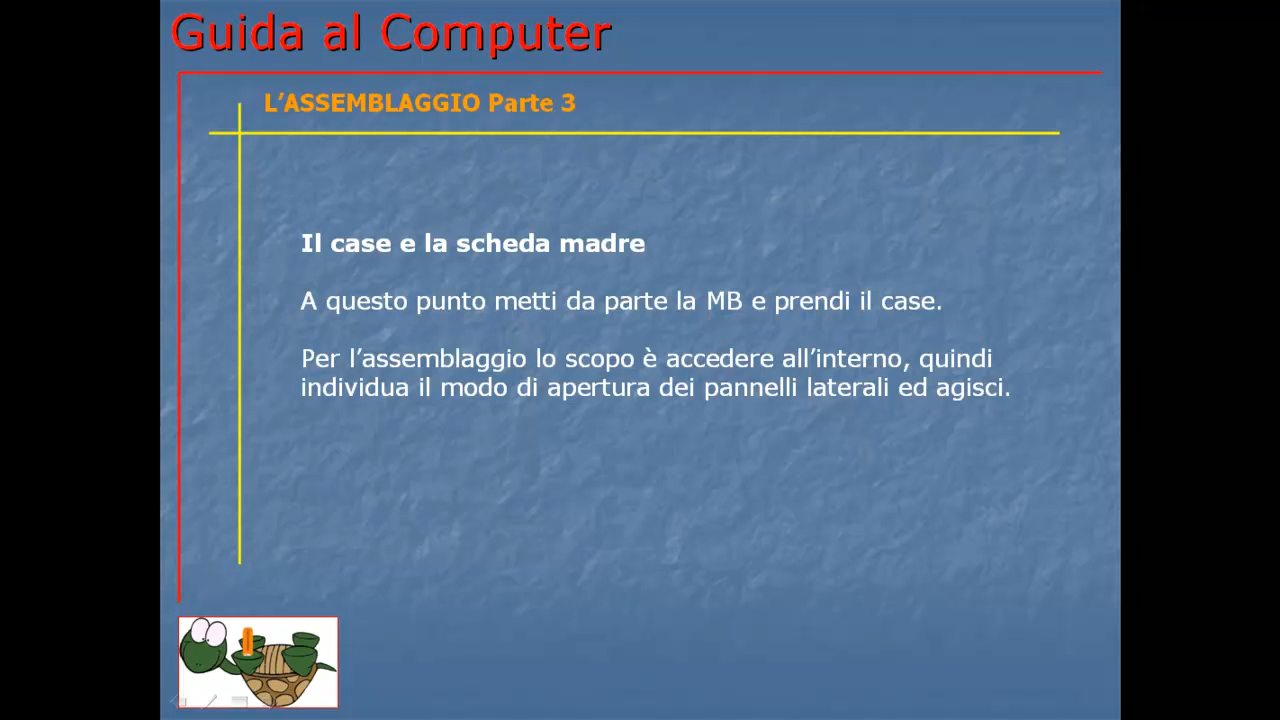 Guida al Computer
L’ASSEMBLAGGIO Parte 3
Il case e la scheda madre
A questo punto metti da parte la MB e prendi il case.
Per l’assemblaggio lo scopo è accedere all’interno, quindi
individua il modo di apertura dei pannelli laterali ed agisci.